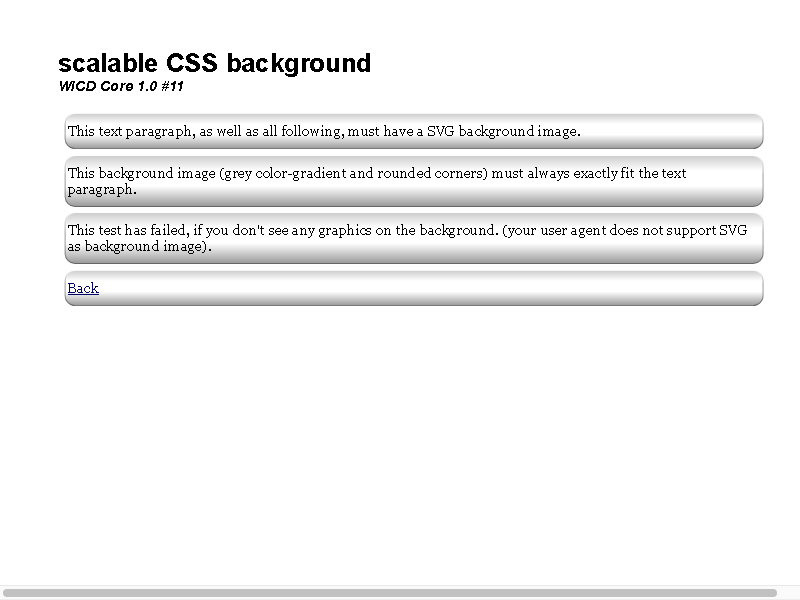 scalable CSS background
WICD Core 1.0 #11
This text paragraph, as well as all following, must have a SVG background image.
This background image (grey color-gradient and rounded corners) must always exactly fit the text
paragraph.
This test has failed, if you don't see any graphics on the background. (your user agent does not support SVG
as background image).
Back